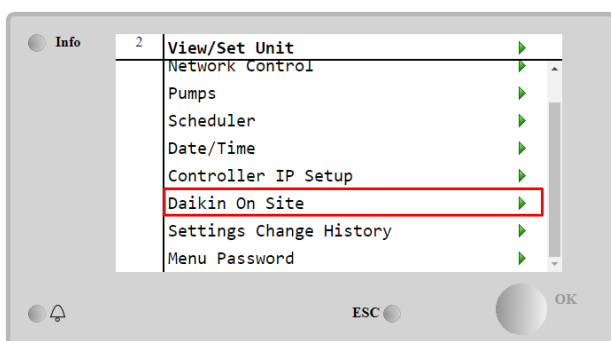 Info
2 View/Set Unit
Network Control
Pumps
Scheduler
Date/Time
Controller IP Setup
Daikin On Site
Settings Change History
Menu Password
ESC
OK